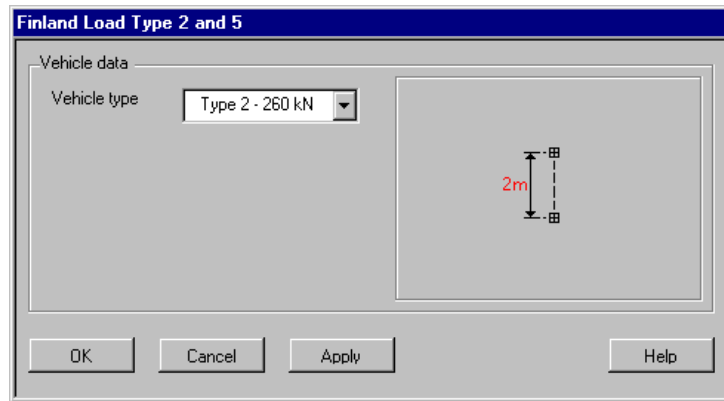 Finland Load Type 2 and 5
Vehicle data
Vehicle type
Type 2 - 260 kN
2m
OK
Cancel
Apply
Help